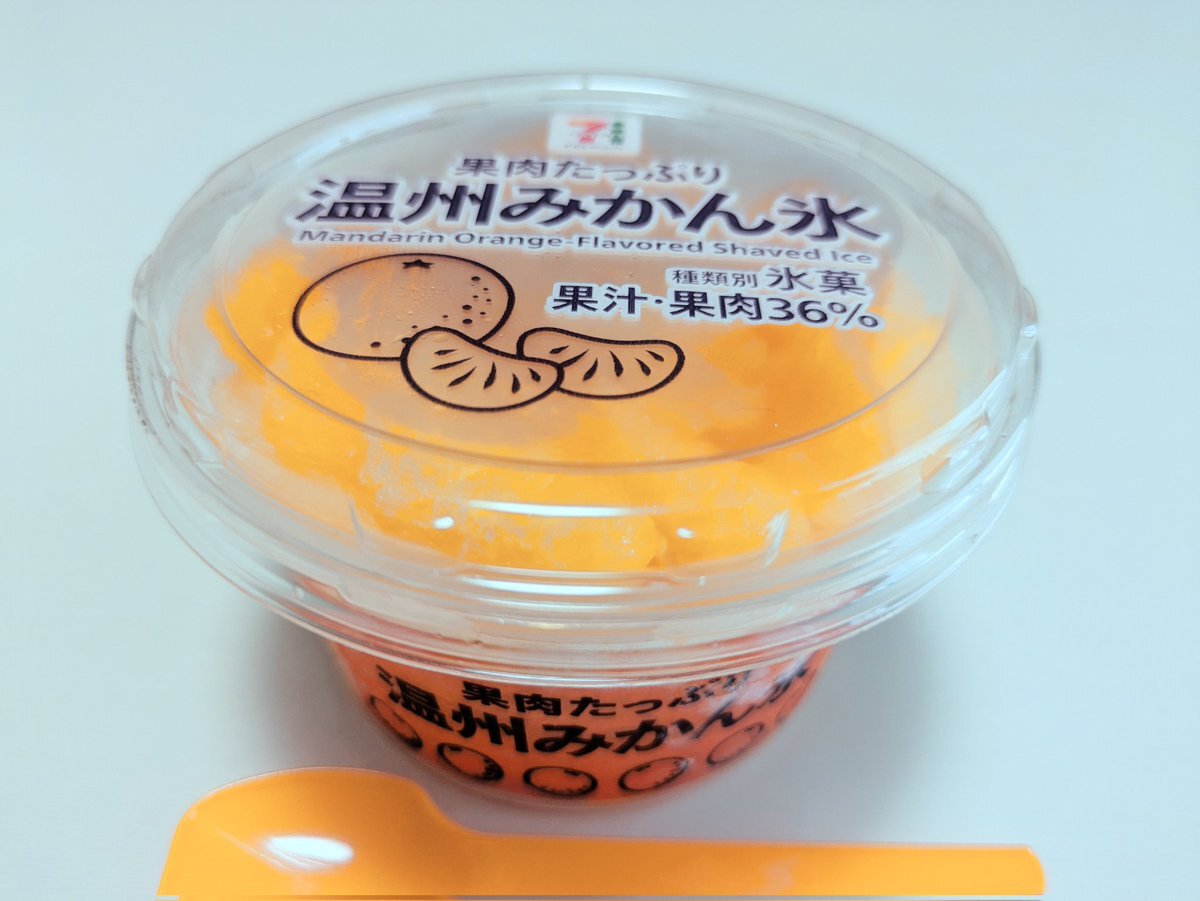 7
果肉たっぷり
温州みかん氷
Mandarin Orange-Flavored Shaved Ice
種類別 氷菓
果汁・果肉36%
果肉たっぷり
温州みかん氷